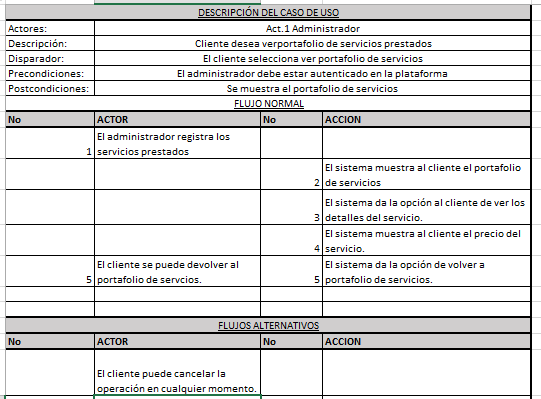 DESCRIPCIÓN DEL CASO DE USO
Actores: Act.1 Administrador
Descripción: Cliente desea verportafolio de servicios prestados
Disparador: El cliente selecciona ver portafolio de servicios
Precondiciones: El administrador debe estar autenticado en la plataforma
Postcondiciones: Se muestra el portafolio de servicios
FLUJO NORMAL
No ACTOR No ACCION
El administrador registra los
1 servicios prestados
El sistema muestra al cliente el portafolio
2 de servicios
El sistema da la opción al cliente de ver los
3 detalles del servicio.
El sistema muestra al cliente el precio del
4 servicio.
El cliente se puede devolver al
5 portafolio de servcios.
El sistema da la opción de volver a
5 portafolio de servicios.
FLUJOS ALTERNATIVOS
No ACTOR No ACCION
El cliente puede cancelar la
operación en cualquier momento.